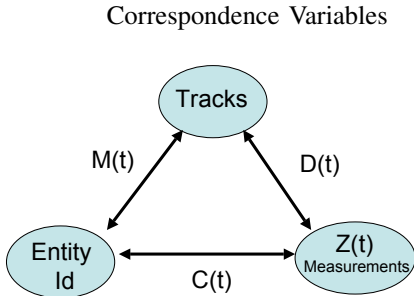 Correspondence Variables
Tracks
M(t)
D(t)
Entity
Id
Z(t)
Measurements
C(t)